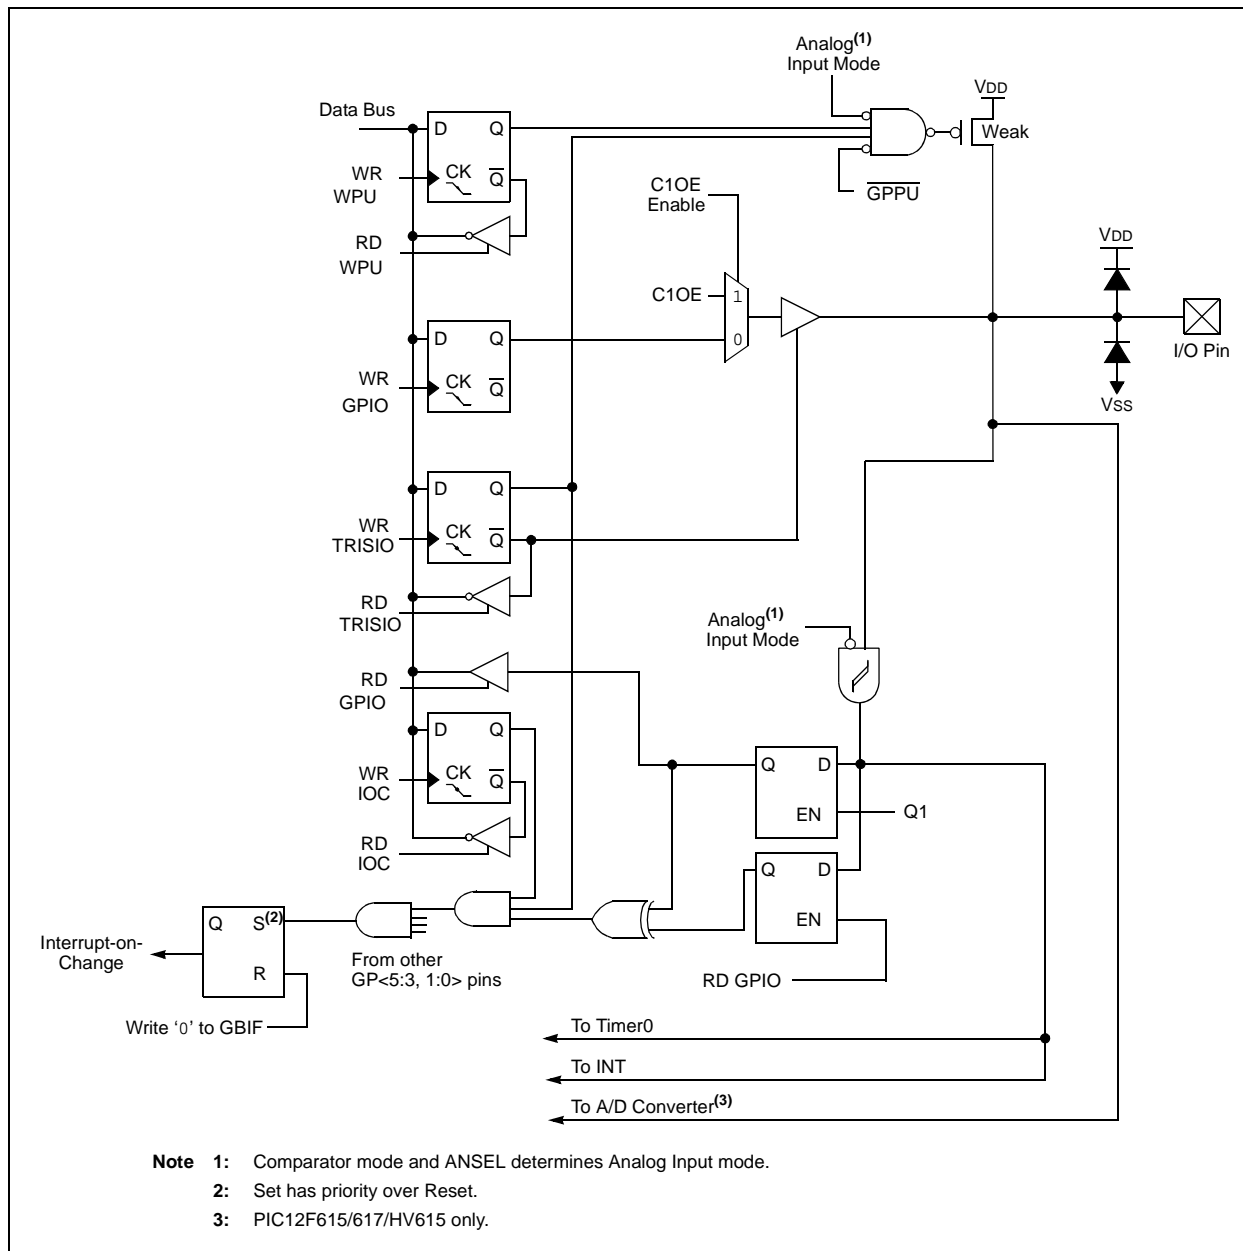 Analog(1)
Input Mode
VDD
Data Bus
D
Q
Weak
WR
WPU
CK
Q
C1OE
Enable
GPPU
RD
WPU
VDD
C1OE
1
D
Q
0
I/O Pin
WR
GPIO
CK
Q
VSS
D
Q
WR
TRISIO
CK
Q
RD
TRISIO
Analog(1)
Input Mode
RD
GPIO
D
Q
Q
D
WR
IOC
CK
Q
EN
Q1
RD
IOC
Q
D
Q
S(2)
EN
Interrupt-on-
Change
R
From other
GP<5:3, 1:0> pins
RD GPIO
Write ‘0’ to GBIF
To Timer0
To INT
To A/D Converter(3)
Note 1: Comparator mode and ANSEL determines Analog Input mode.
2: Set has priority over Reset.
3: PIC12F615/617/HV615 only.